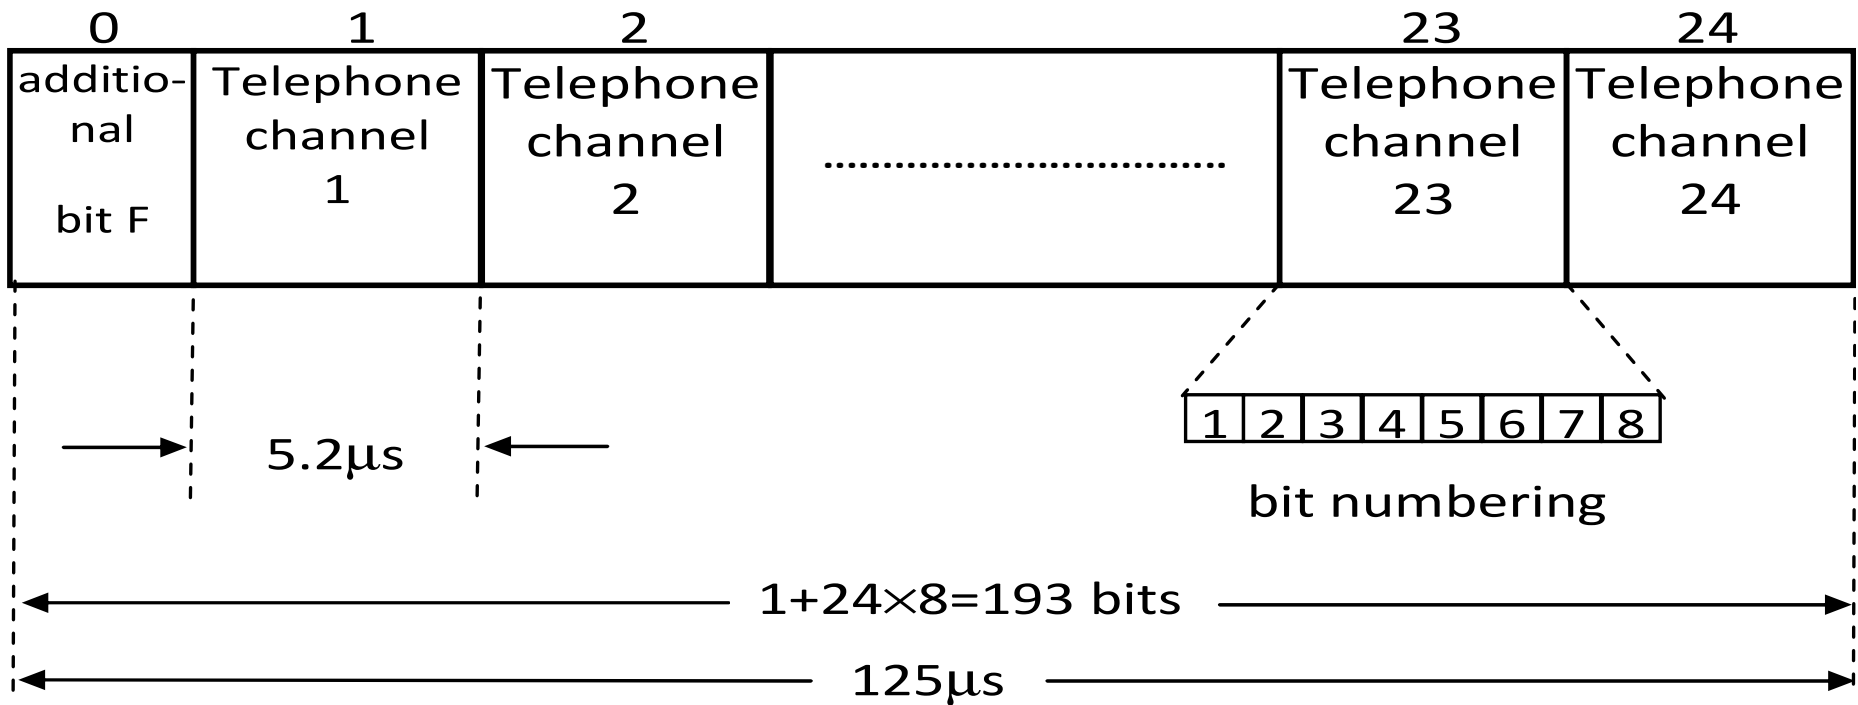 0 1 2 23 24
additio-
nal
bit F
Telephone
channel
1
Telephone
channel
2
................................
Telephone
channel
23
Telephone
channel
24
1 2 3 4 5 6 7 8
5.2μs
bit numbering
1+24×8=193 bits
125μs